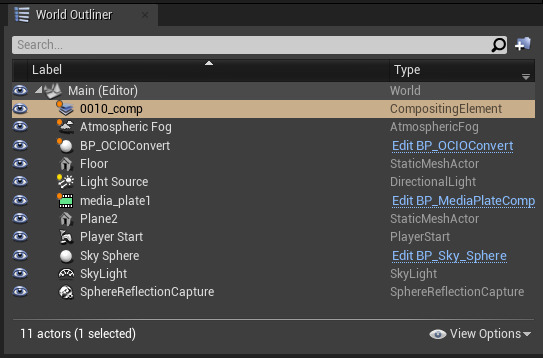 World Outliner
Search...
Label Type
Main (Editor) World
0010_comp CompositingElement
Atmospheric Fog AtmosphericFog
BP_OCIOConvert Edit BP_OCIOConvert
Floor StaticMeshActor
Light Source DirectionalLight
media_plate1 Edit BP_MediaPlateComp
Plane2 StaticMeshActor
Player Start PlayerStart
Sky Sphere Edit BP_Sky_Sphere
SkyLight SkyLight
SphereReflectionCapture SphereReflectionCapture
11 actors (1 selected) View Options